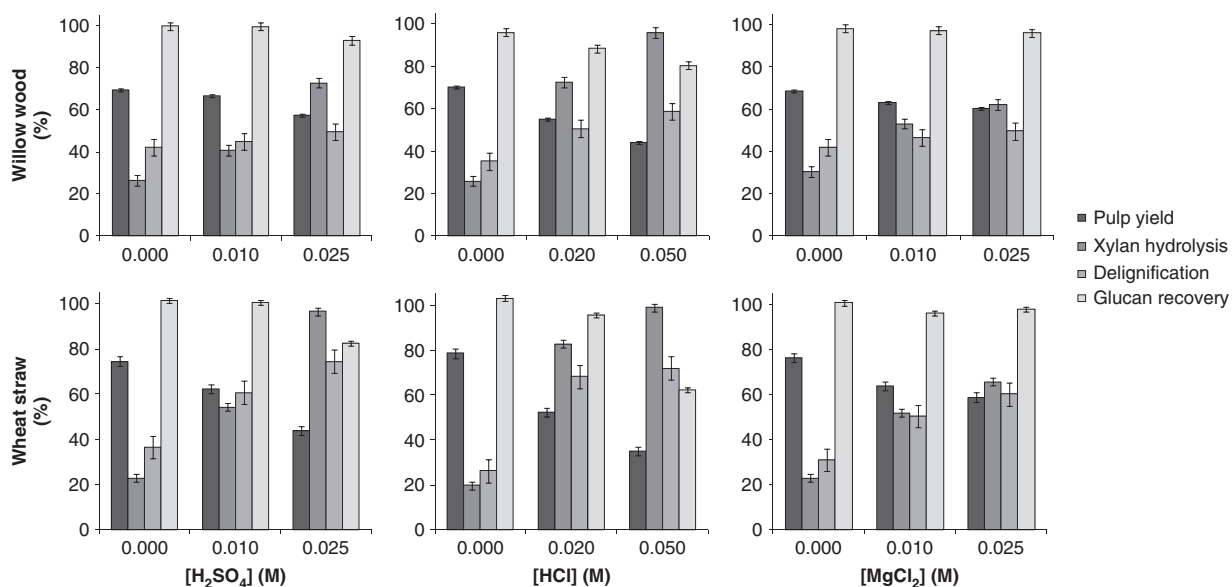 100
80
60
40
20
0
Willow wood
(%)
0.000 0.010 0.025
100
80
60
40
20
0
0.000 0.020 0.050
100
80
60
40
20
0
0.000 0.010 0.025
Pulp yield
Xylan hydrolysis
Delignification
Glucan recovery
100
80
60
40
20
0
Wheat straw
(%)
0.000 0.010 0.025
[H₂SO₄] (M)
100
80
60
40
20
0
0.000 0.020 0.050
[HCl] (M)
100
80
60
40
20
0
0.000 0.010 0.025
[MgCl₂] (M)